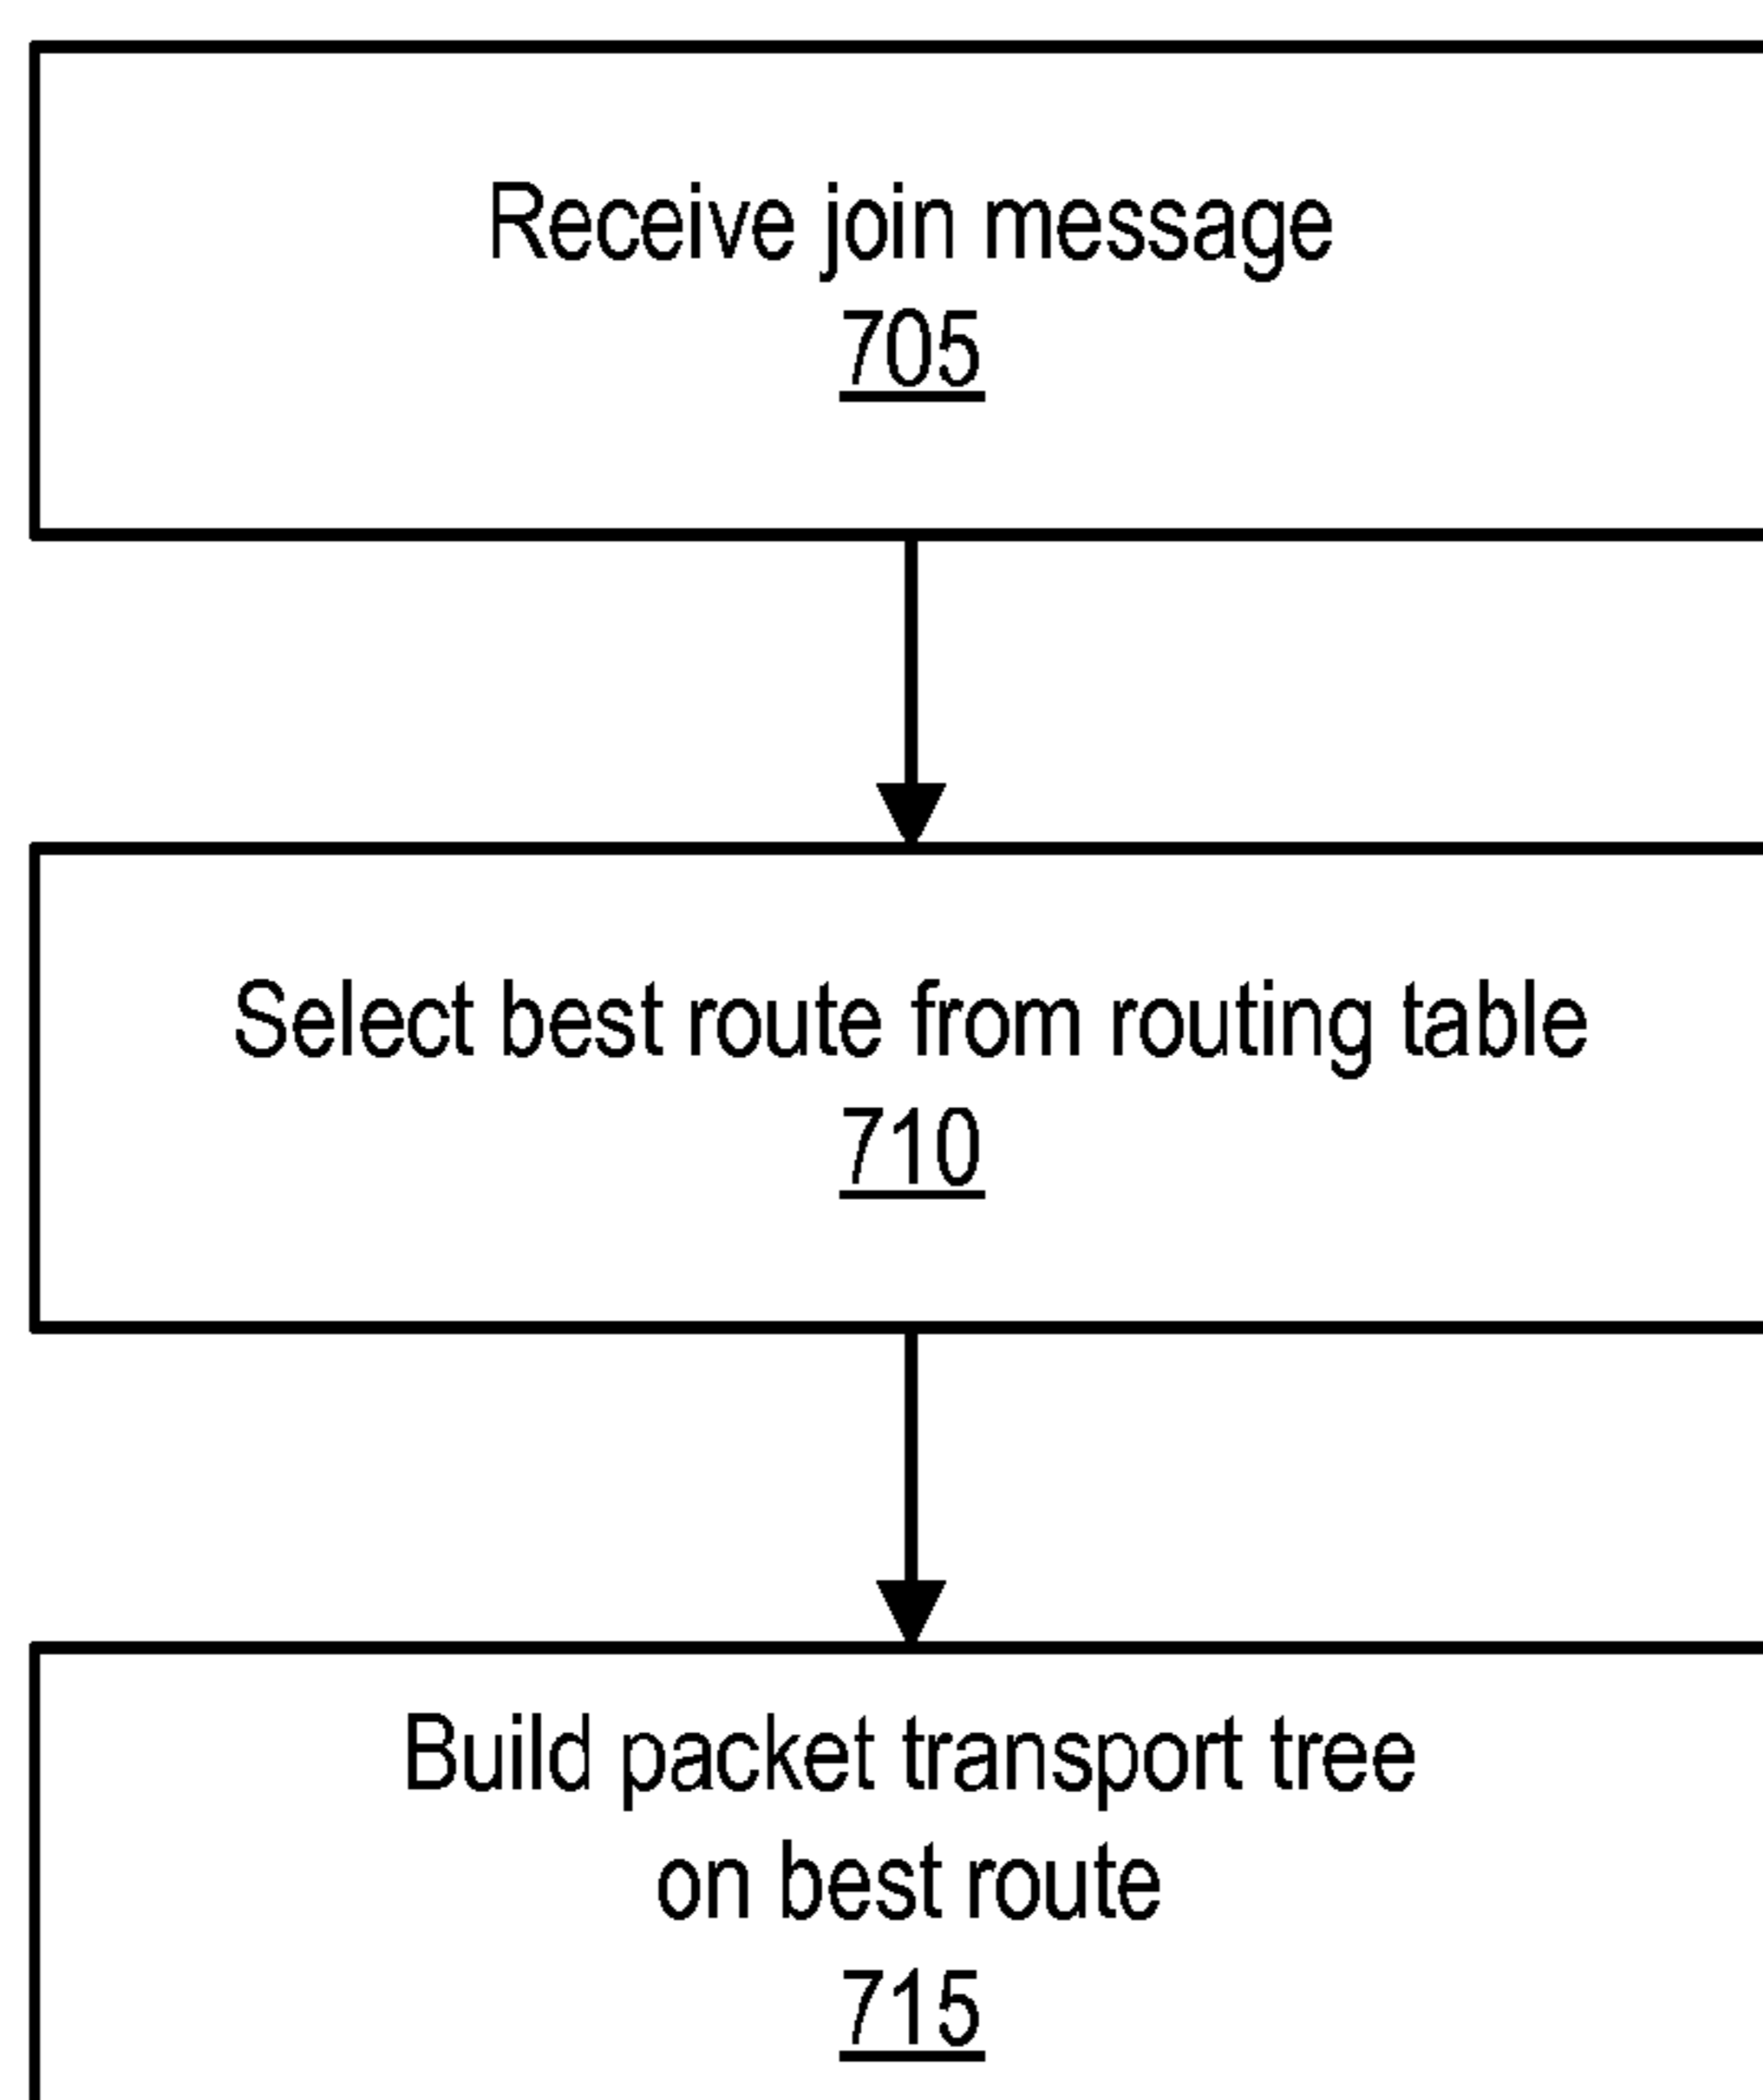 Receive join message
705
Select best route from routing table
710
Build packet transport tree
on best route
715